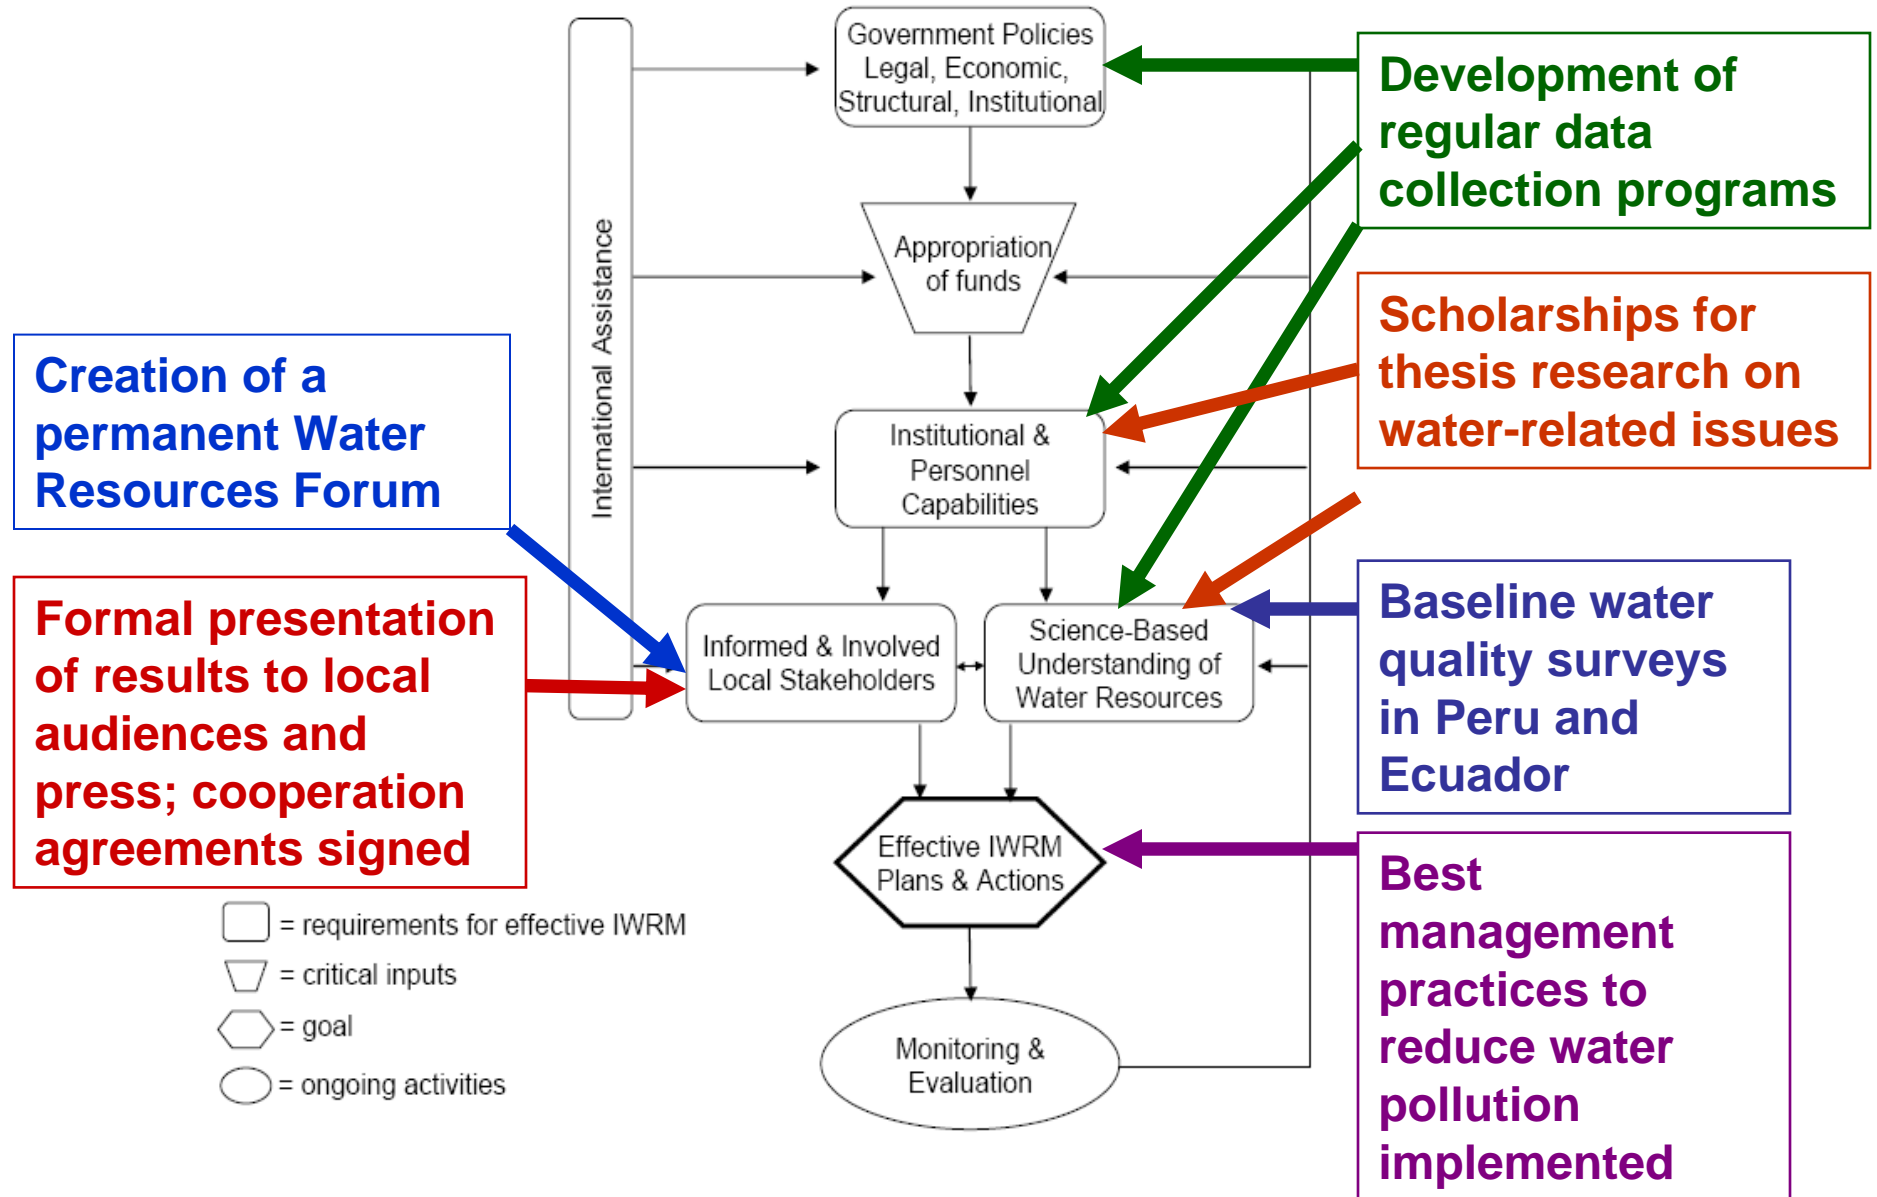 Government Policies
Legal, Economic,
Structural, Institutional
Development of
regular data
collection programs
International Assistance
Appropriation
of funds
Scholarships for
thesis research on
water-related issues
Creation of a
permanent Water
Resources Forum
Institutional &
Personnel
Capabilities
Formal presentation
of results to local
audiences and
press; cooperation
agreements signed
Informed & Involved
Local Stakeholders
Science-Based
Understanding of
Water Resources
Baseline water
quality surveys
in Peru and
Ecuador
Effective IWRM
Plans & Actions
Best
management
practices to
reduce water
pollution
implemented
= requirements for effective IWRM
= critical inputs
= goal
= ongoing activities
Monitoring &
Evaluation